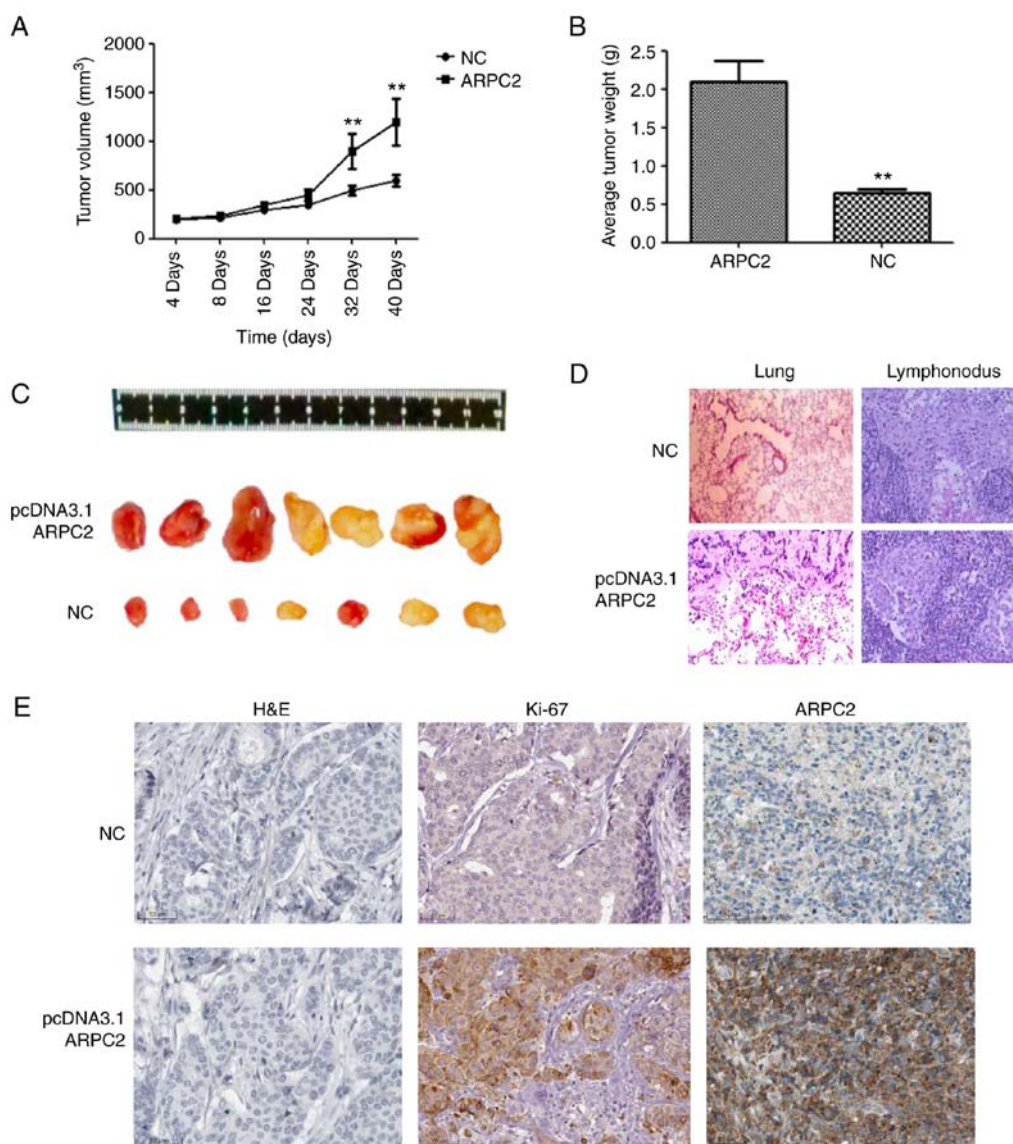 A
2000
1500
1000
500
0
Tumor volume (mm³)
NC
ARPC2
**
**
4 Days
8 Days
16 Days
24 Days
32 Days
40 Days
Time (days)
B
2.5
2.0
1.5
1.0
0.5
0.0
Average tumor weight (g)
**
ARPC2
NC
C
pcDNA3.1
ARPC2
NC
D
Lung
Lymphonodus
NC
pcDNA3.1
ARPC2
E
H&E
Ki-67
ARPC2
NC
pcDNA3.1
ARPC2